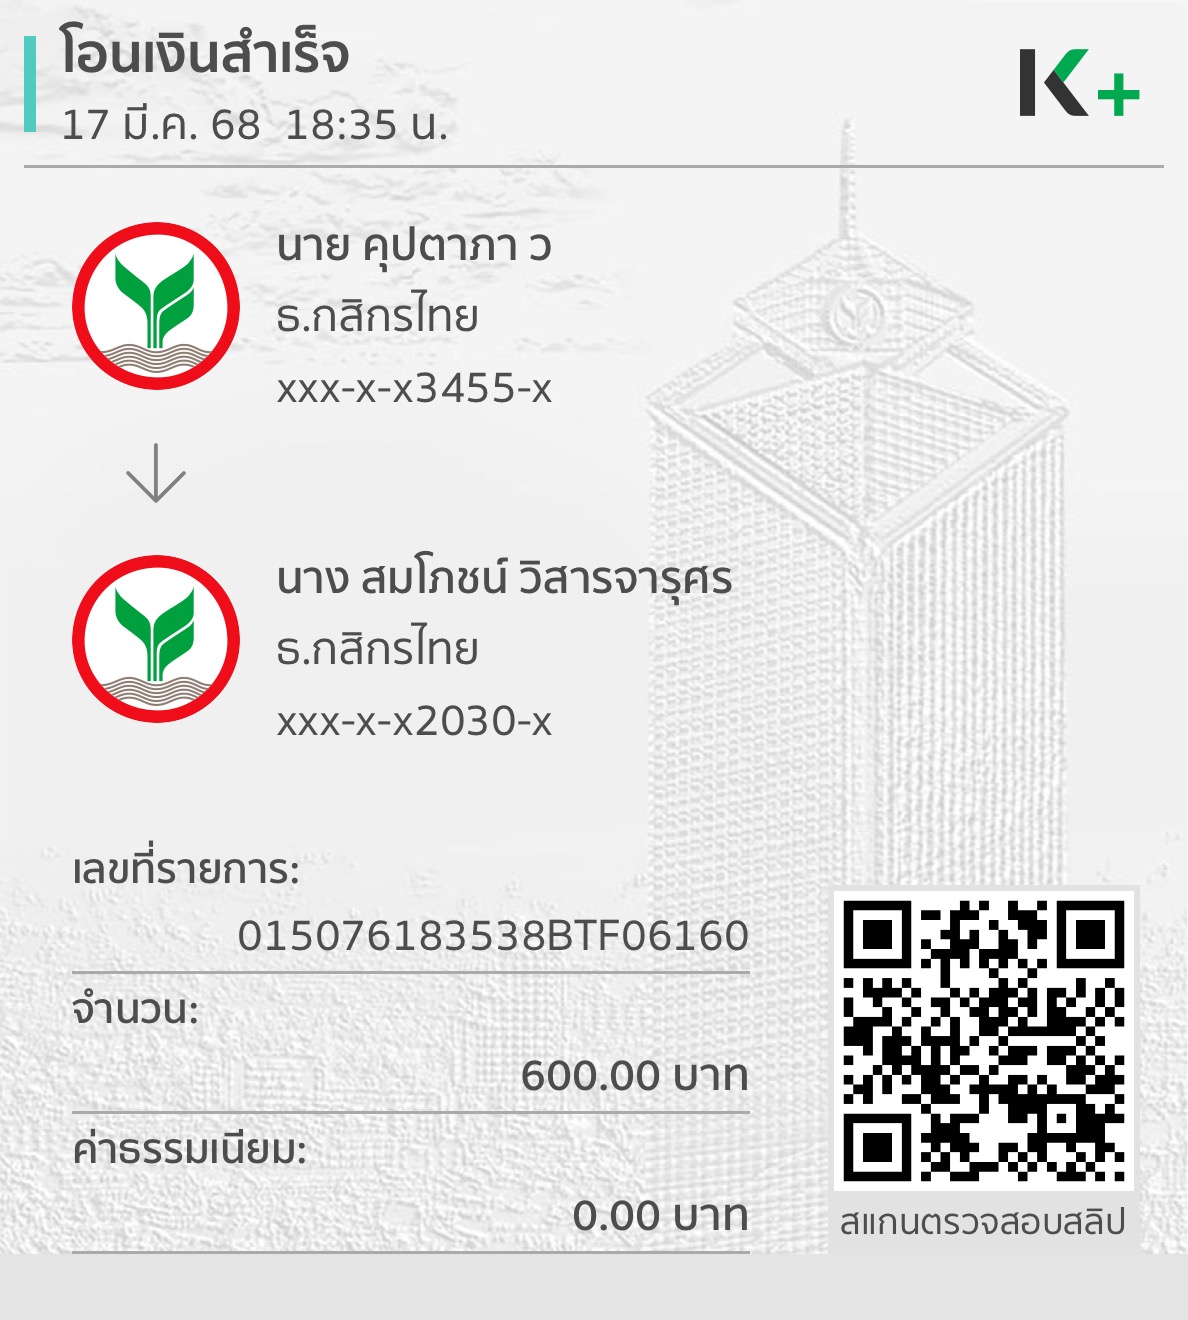 โอนเงินสำเร็จ
17 มี.ค. 68  18:35 น.
K+
นาย คุปตาภา ว
ธ.กสิกรไทย
xxx-x-x3455-x
นาง สมโภชน์ วิสารจารุศร
ธ.กสิกรไทย
xxx-x-x2030-x
เลขที่รายการ:
015076183538BTF06160
จำนวน:
600.00 บาท
ค่าธรรมเนียม:
0.00 บาท
สแกนตรวจสอบสลิป